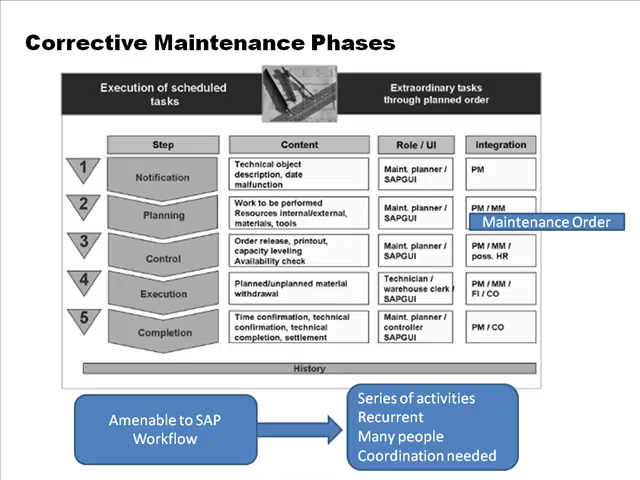 Corrective Maintenance Phases
Execution of scheduled
tasks
Extraordinary tasks
through planned order
Step
Content
Role / UI
Integration
1
Notification
Technical object
description, date
malfunction
Maint. planner /
SAPGUI
PM
2
Planning
Work to be performed
Resources internal/external,
materials, tools
Maint. planner /
SAPGUI
PM / MM
Maintenance Order
3
Control
Order release, printout,
capacity leveling
Availability check
Maint. planner /
SAPGUI
PM / MM /
poss. HR
4
Execution
Planned/unplanned material
withdrawal
Technician /
warehouse clerk /
SAPGUI
PM / MM /
FI / CO
5
Completion
Time confirmation, technical
confirmation, technical
completion, settlement
Maint. planner /
controller
SAPGUI
PM / CO
History
Amenable to SAP
Workflow
Series of activities
Recurrent
Many people
Coordination needed